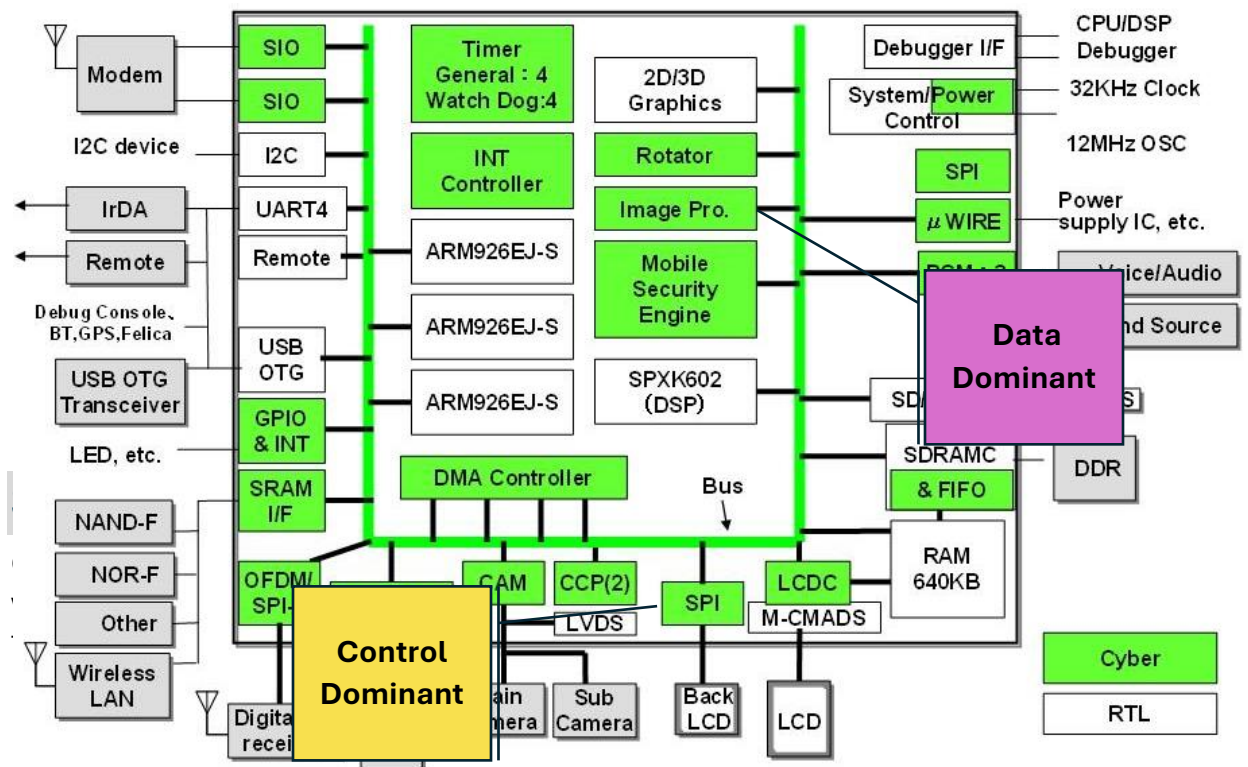 SIO
Timer
General : 4
Watch Dog:4
Debugger I/F
CPU/DSP
Debugger
Modem
2D/3D
Graphics
SIO
System/Power
Control
32KHz Clock
12MHz OSC
I2C device
I2C
INT
Controller
Rotator
SPI
IrDA
UART4
Image Pro.
μ WIRE
Power
supply IC, etc.
Remote
Remote
ARM926EJ-S
Mobile
Security
Engine
Voice/Audio
Debug Console、
BT,GPS,Felica
ARM926EJ-S
Data
Dominant
Source
USB OTG
Transceiver
USB
OTG
ARM926EJ-S
SPXK602
(DSP)
LED, etc.
GPIO
& INT
SDRAMC
& FIFO
DDR
DMA Controller
Bus
SRAM
I/F
NAND-F
NOR-F
Other
Wireless
LAN
OFDM/
SPI
CAM
CCP(2)
LVDS
SPI
LCDC
M-CMADS
RAM
640KB
Control
Dominant
Sub
Camera
Back
LCD
LCD
Cyber
RTL